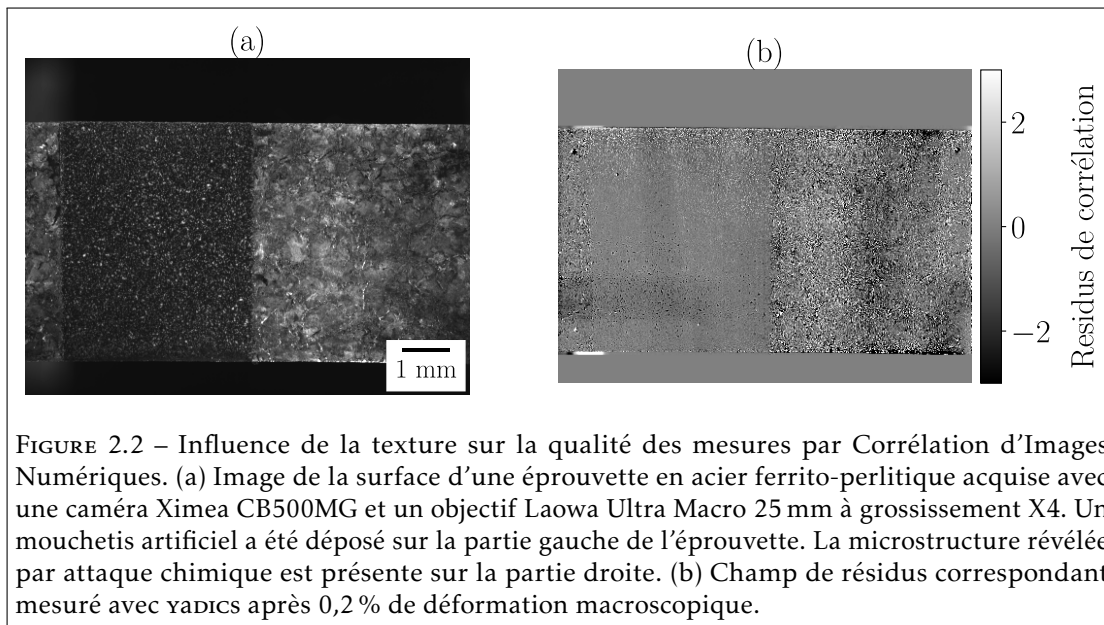 (a)
(b)
2
0
−2
Residus de corrélation
1 mm
FIGURE 2.2 – Influence de la texture sur la qualité des mesures par Corrélation d'Images
Numériques. (a) Image de la surface d'une éprouvette en acier ferrito-perlitique acquise avec
une caméra Ximea CB500MG et un objectif Laowa Ultra Macro 25 mm à grossissement X4. Un
mouchetis artificiel a été déposé sur la partie gauche de l'éprouvette. La microstructure révélée
par attaque chimique est présente sur la partie droite. (b) Champ de résidus correspondant
mesuré avec YADICS après 0,2 % de déformation macroscopique.